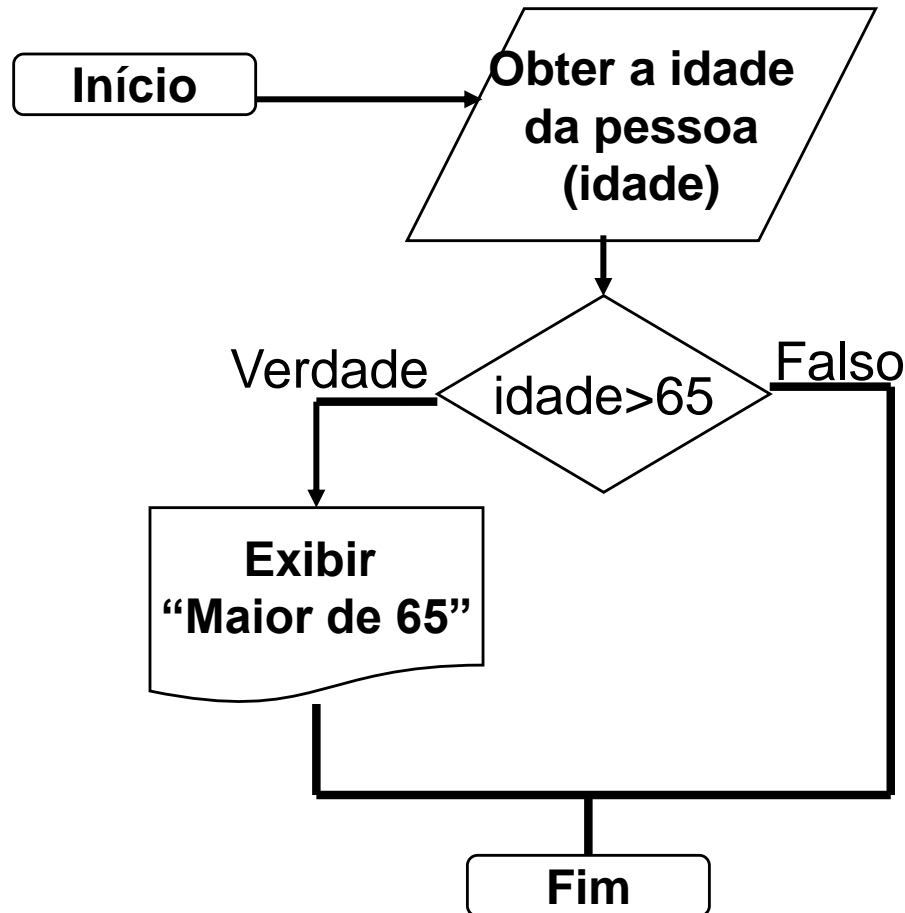 Início
Obter a idade
da pessoa
(idade)
Verdade
Falso
idade>65
Exibir
“Maior de 65”
Fim